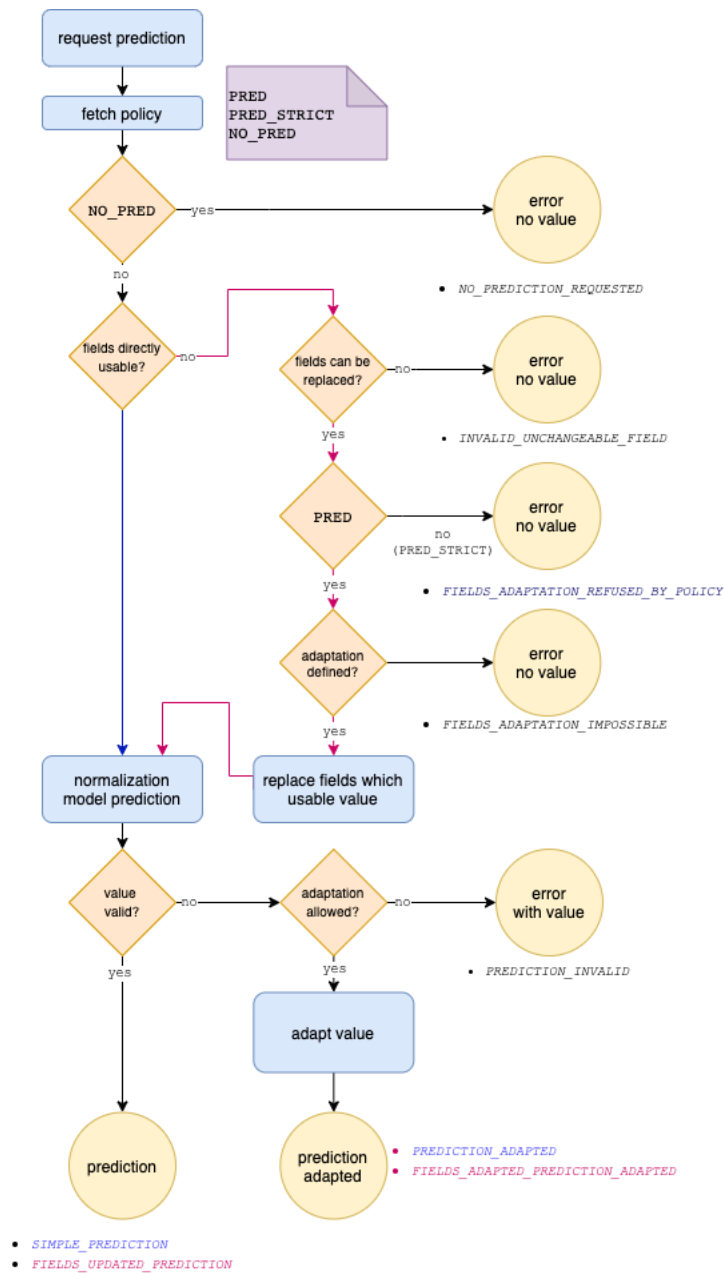 request prediction
fetch policy
PRED
PRED_STRICT
NO_PRED
NO_PRED
yes
error
no value
no
NO_PREDICTION_REQUESTED
fields directly
usable?
no
fields can be
replaced?
no
error
no value
yes
INVALID_UNCHANGEABLE_FIELD
PRED
no
(PRED_STRICT)
error
no value
yes
FIELDS_ADAPTATION_REFUSED_BY_POLICY
adaptation
defined?
error
no value
yes
FIELDS_ADAPTATION_IMPOSSIBLE
normalization
model prediction
replace fields which
usable value
value
valid?
no
adaptation
allowed?
no
error
with value
yes
yes
PREDICTION_INVALID
adapt value
prediction
prediction
adapted
PREDICTION_ADAPTED
FIELDS_ADAPTED_PREDICTION_ADAPTED
SIMPLE_PREDICTION
FIELDS_UPDATED_PREDICTION